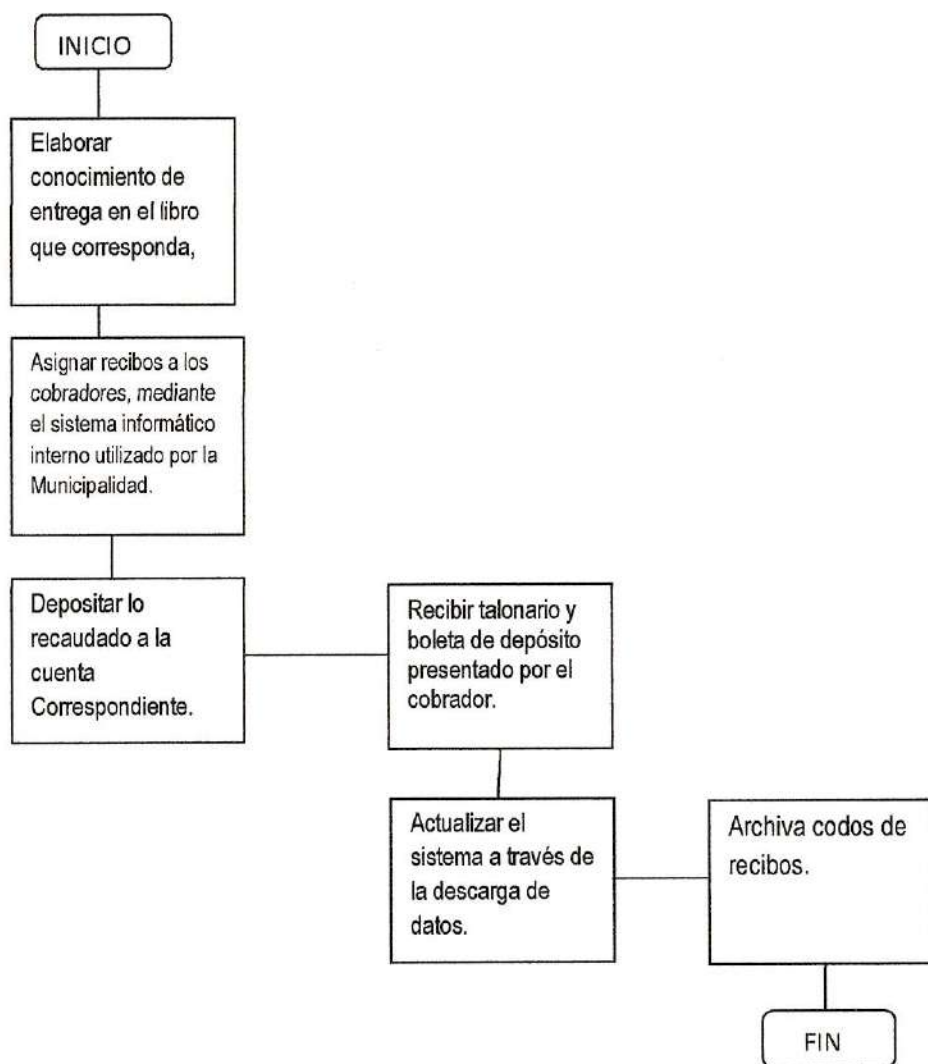 INICIO
Elaborar
conocimiento de
entrega en el libro
que corresponda,
Asignar recibos a los
cobradores, mediante
el sistema informático
interno utilizado por la
Municipalidad.
Depositar lo
recaudado a la
cuenta
Correspondiente.
Recibir talonario y
boleta de depósito
presentado por el
cobrador.
Actualizar el
sistema a través de
la descarga de
datos.
Archiva codos de
recibos.
FIN